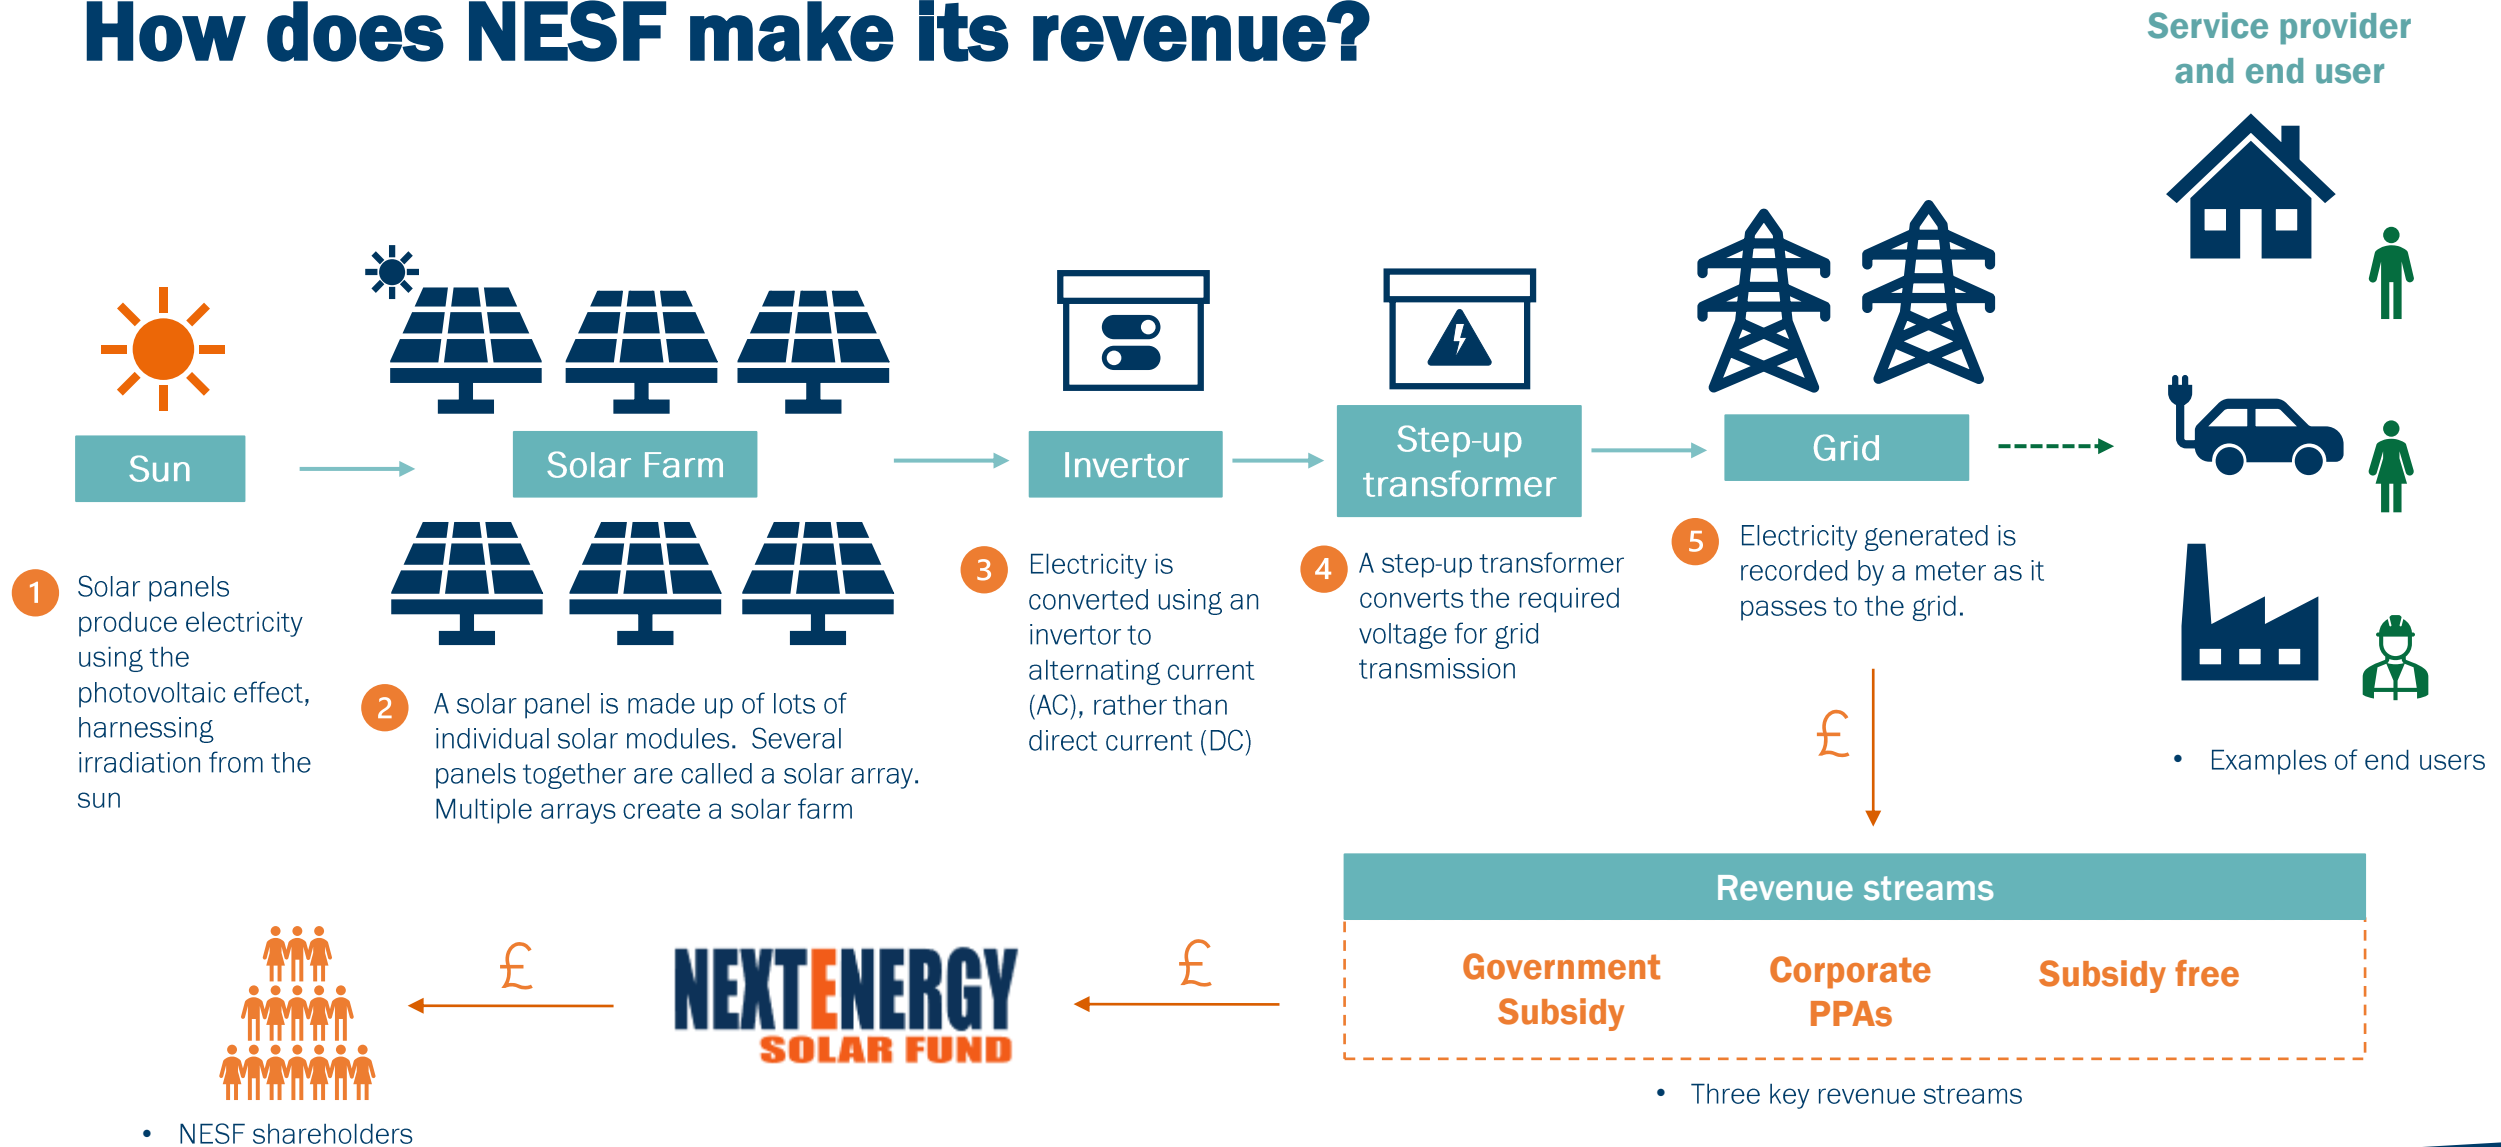 How does NESF make its revenue?
Service provider
and end user
Sun
Solar Farm
Invertor
Step-up
transformer
Grid
1
Solar panels
produce electricity
using the
photovoltaic effect,
harnessing
irradiation from the
sun
2
A solar panel is made up of lots of
individual solar modules.  Several
panels together are called a solar array.
Multiple arrays create a solar farm
3
Electricity is
converted using an
invertor to
alternating current
(AC), rather than
direct current (DC)
4
A step-up transformer
converts the required
voltage for grid
transmission
5
Electricity generated is
recorded by a meter as it
passes to the grid.
• Examples of end users
£
Revenue streams
Government
Subsidy
Corporate
PPAs
Subsidy free
• Three key revenue streams
£
NEXTENERGY
SOLAR FUND
£
• NESF shareholders